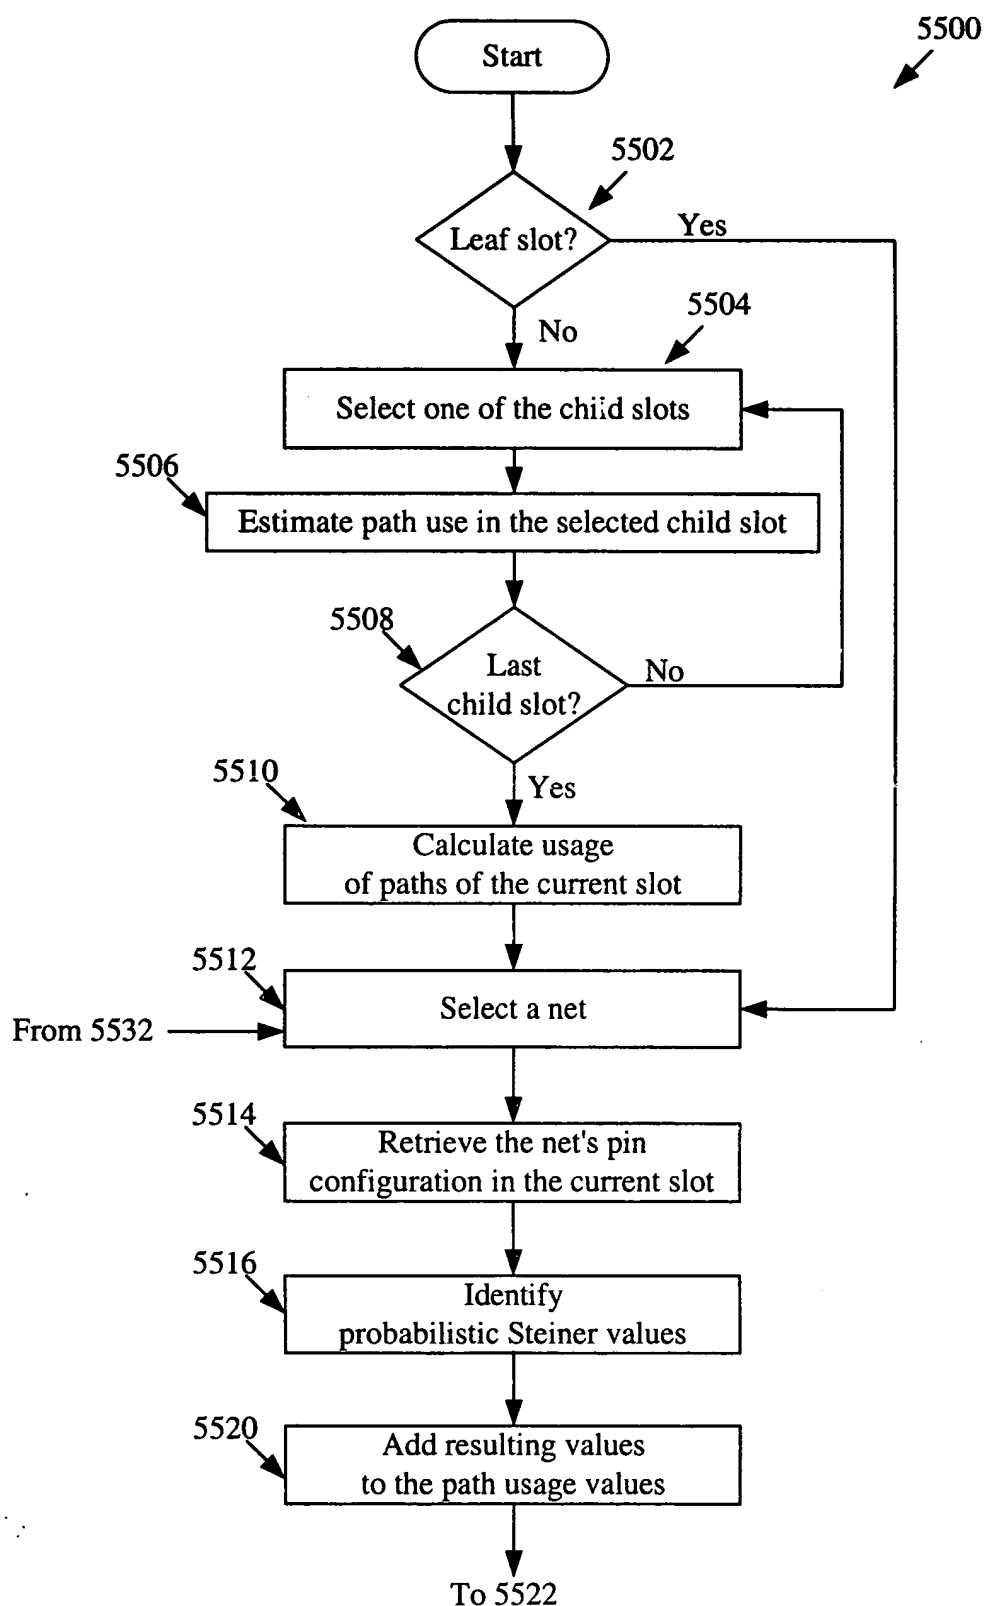 5500
Start
5502
Leaf slot?
Yes
No
5504
Select one of the child slots
5506
Estimate path use in the selected child slot
5508
Last
child slot?
No
Yes
5510
Calculate usage
of paths of the current slot
5512
Select a net
From 5532
5514
Retrieve the net's pin
configuration in the current slot
5516
Identify
probabilistic Steiner values
5520
Add resulting values
to the path usage values
To 5522